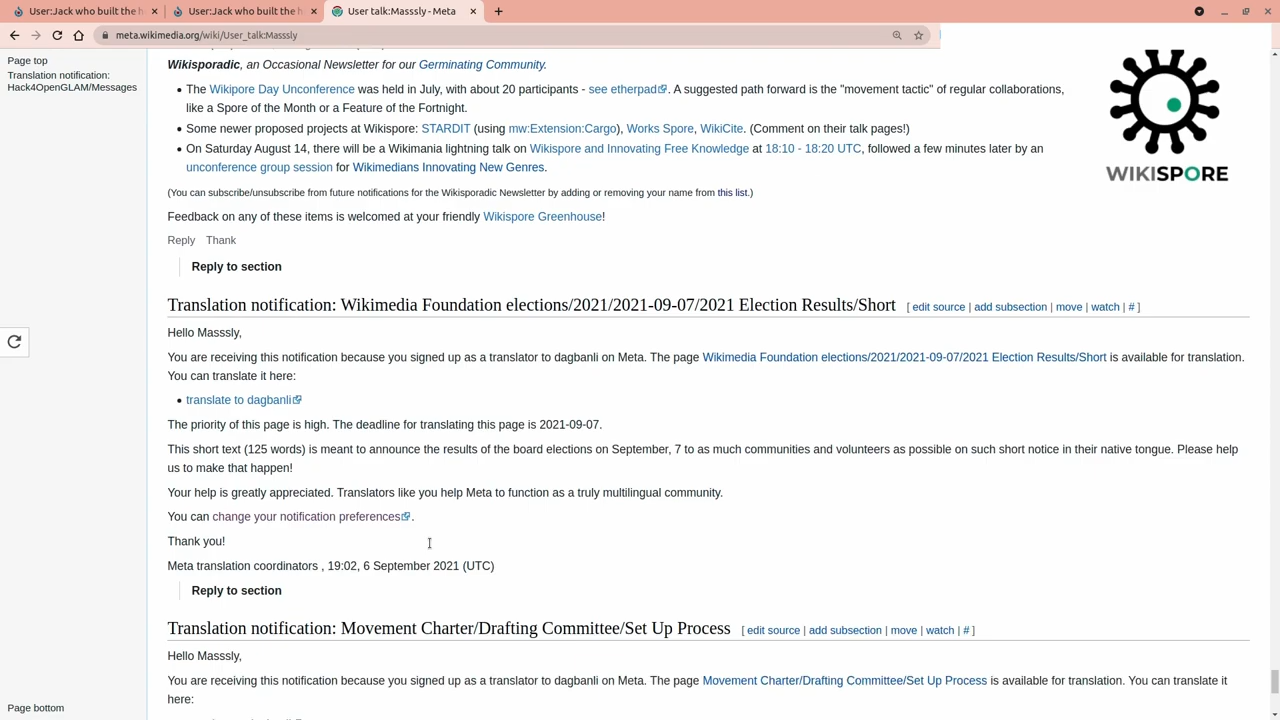 User:Jack who built the h
User:Jack who built the h
User talk:Masssly - Meta
meta.wikimedia.org/wiki/User_talk:Masssly
Page top
Translation notification:
Hack4OpenGLAM/Messages
Wikisporadic, an Occasional Newsletter for our Germinating Community.
• The Wikipore Day Unconference was held in July, with about 20 participants - see etherpad. A suggested path forward is the "movement tactic" of regular collaborations,
like a Spore of the Month or a Feature of the Fortnight.
• Some newer proposed projects at Wikispore: STARDIT (using mw:Extension:Cargo), Works Spore, WikiCite. (Comment on their talk pages!)
• On Saturday August 14, there will be a Wikimania lightning talk on Wikispore and Innovating Free Knowledge at 18:10 - 18:20 UTC, followed a few minutes later by an
unconference group session for Wikimedians Innovating New Genres.
WIKISPORE
(You can subscribe/unsubscribe from future notifications for the Wikisporadic Newsletter by adding or removing your name from this list.)
Feedback on any of these items is welcomed at your friendly Wikispore Greenhouse!
Reply Thank
Reply to section
Translation notification: Wikimedia Foundation elections/2021/2021-09-07/2021 Election Results/Short [ edit source | add subsection | move | watch | # ]
Hello Masssly,
You are receiving this notification because you signed up as a translator to dagbanli on Meta. The page Wikimedia Foundation elections/2021/2021-09-07/2021 Election Results/Short is available for translation.
You can translate it here:
• translate to dagbanli
The priority of this page is high. The deadline for translating this page is 2021-09-07.
This short text (125 words) is meant to announce the results of the board elections on September, 7 to as much communities and volunteers as possible on such short notice in their native tongue. Please help
us to make that happen!
Your help is greatly appreciated. Translators like you help Meta to function as a truly multilingual community.
You can change your notification preferences.
Thank you!
Meta translation coordinators , 19:02, 6 September 2021 (UTC)
Reply to section
Translation notification: Movement Charter/Drafting Committee/Set Up Process [ edit source | add subsection | move | watch | # ]
Hello Masssly,
You are receiving this notification because you signed up as a translator to dagbanli on Meta. The page Movement Charter/Drafting Committee/Set Up Process is available for translation. You can translate it
here:
Page bottom